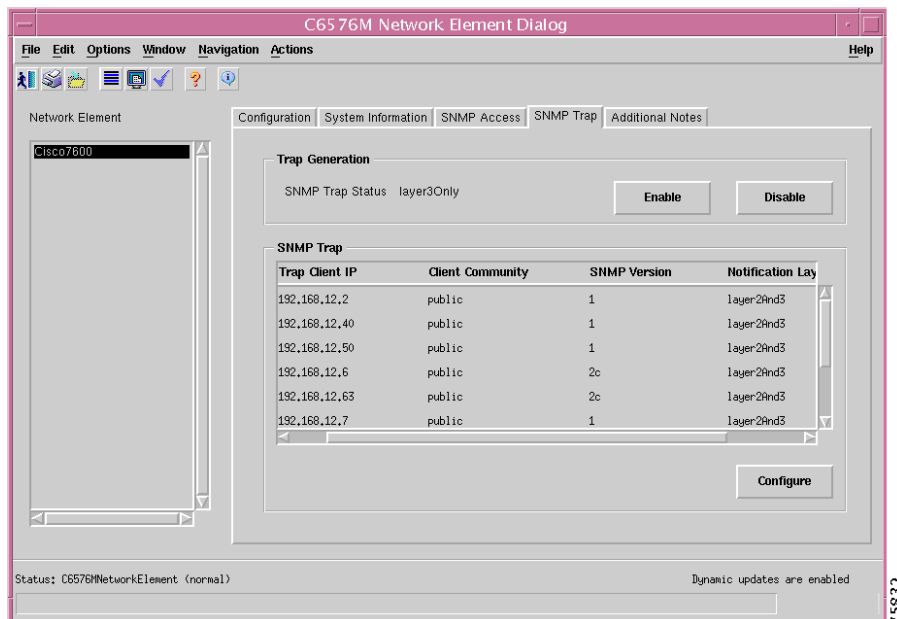 C6576M Network Element Dialog
File Edit Options Window Navigation Actions Help
Network Element
Configuration System Information SNMP Access SNMP Trap Additional Notes
Cisco7600
Trap Generation
SNMP Trap Status layer3Only Enable Disable
SNMP Trap
Trap Client IP Client Community SNMP Version Notification Lay
192.168.12.2 public 1 layer2And3
192.168.12.40 public 1 layer2And3
192.168.12.50 public 1 layer2And3
192.168.12.6 public 2c layer2And3
192.168.12.63 public 2c layer2And3
192.168.12.7 public 1 layer2And3
Configure
Status: C6576MNetworkElement (normal) Dynamic updates are enabled